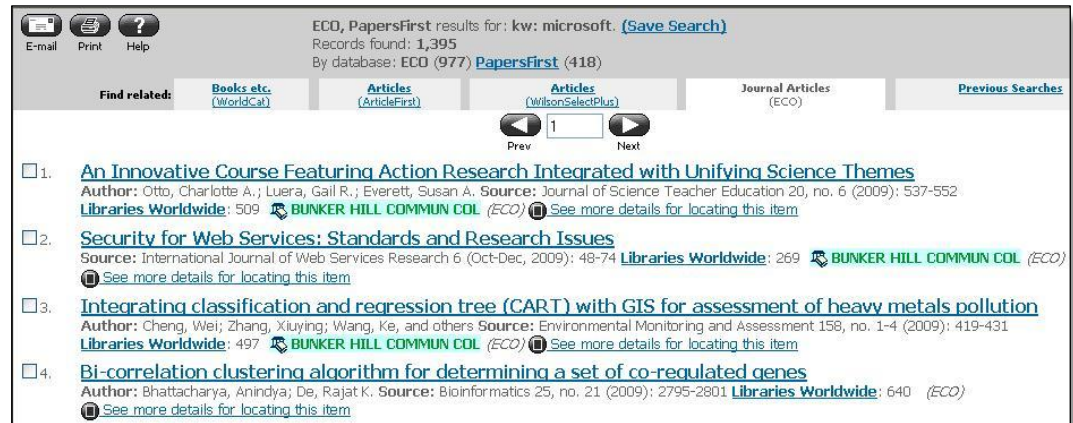 E-mail Print Help
ECO, PapersFirst results for: kw: microsoft. (Save Search)
Records found: 1,395
By database: ECO (977) PapersFirst (418)
Find related: Books etc. (WorldCat) Articles (ArticleFirst) Articles (WilsonSelectPlus) Journal Articles (ECO) Previous Searches
1
Prev Next
1. An Innovative Course Featuring Action Research Integrated with Unifying Science Themes
Author: Otto, Charlotte A.; Luera, Gail R.; Everett, Susan A. Source: Journal of Science Teacher Education 20, no. 6 (2009): 537-552
Libraries Worldwide: 509 BUNKER HILL COMMUN COL (ECO) See more details for locating this item
2. Security for Web Services: Standards and Research Issues
Source: International Journal of Web Services Research 6 (Oct-Dec, 2009): 48-74 Libraries Worldwide: 269 BUNKER HILL COMMUN COL (ECO)
See more details for locating this item
3. Integrating classification and regression tree (CART) with GIS for assessment of heavy metals pollution
Author: Cheng, Wei; Zhang, Xiuying; Wang, Ke, and others Source: Environmental Monitoring and Assessment 158, no. 1-4 (2009): 419-431
Libraries Worldwide: 497 BUNKER HILL COMMUN COL (ECO) See more details for locating this item
4. Bi-correlation clustering algorithm for determining a set of co-regulated genes
Author: Bhattacharya, Anindya; De, Rajat K. Source: Bioinformatics 25, no. 21 (2009): 2795-2801 Libraries Worldwide: 640 (ECO)
See more details for locating this item